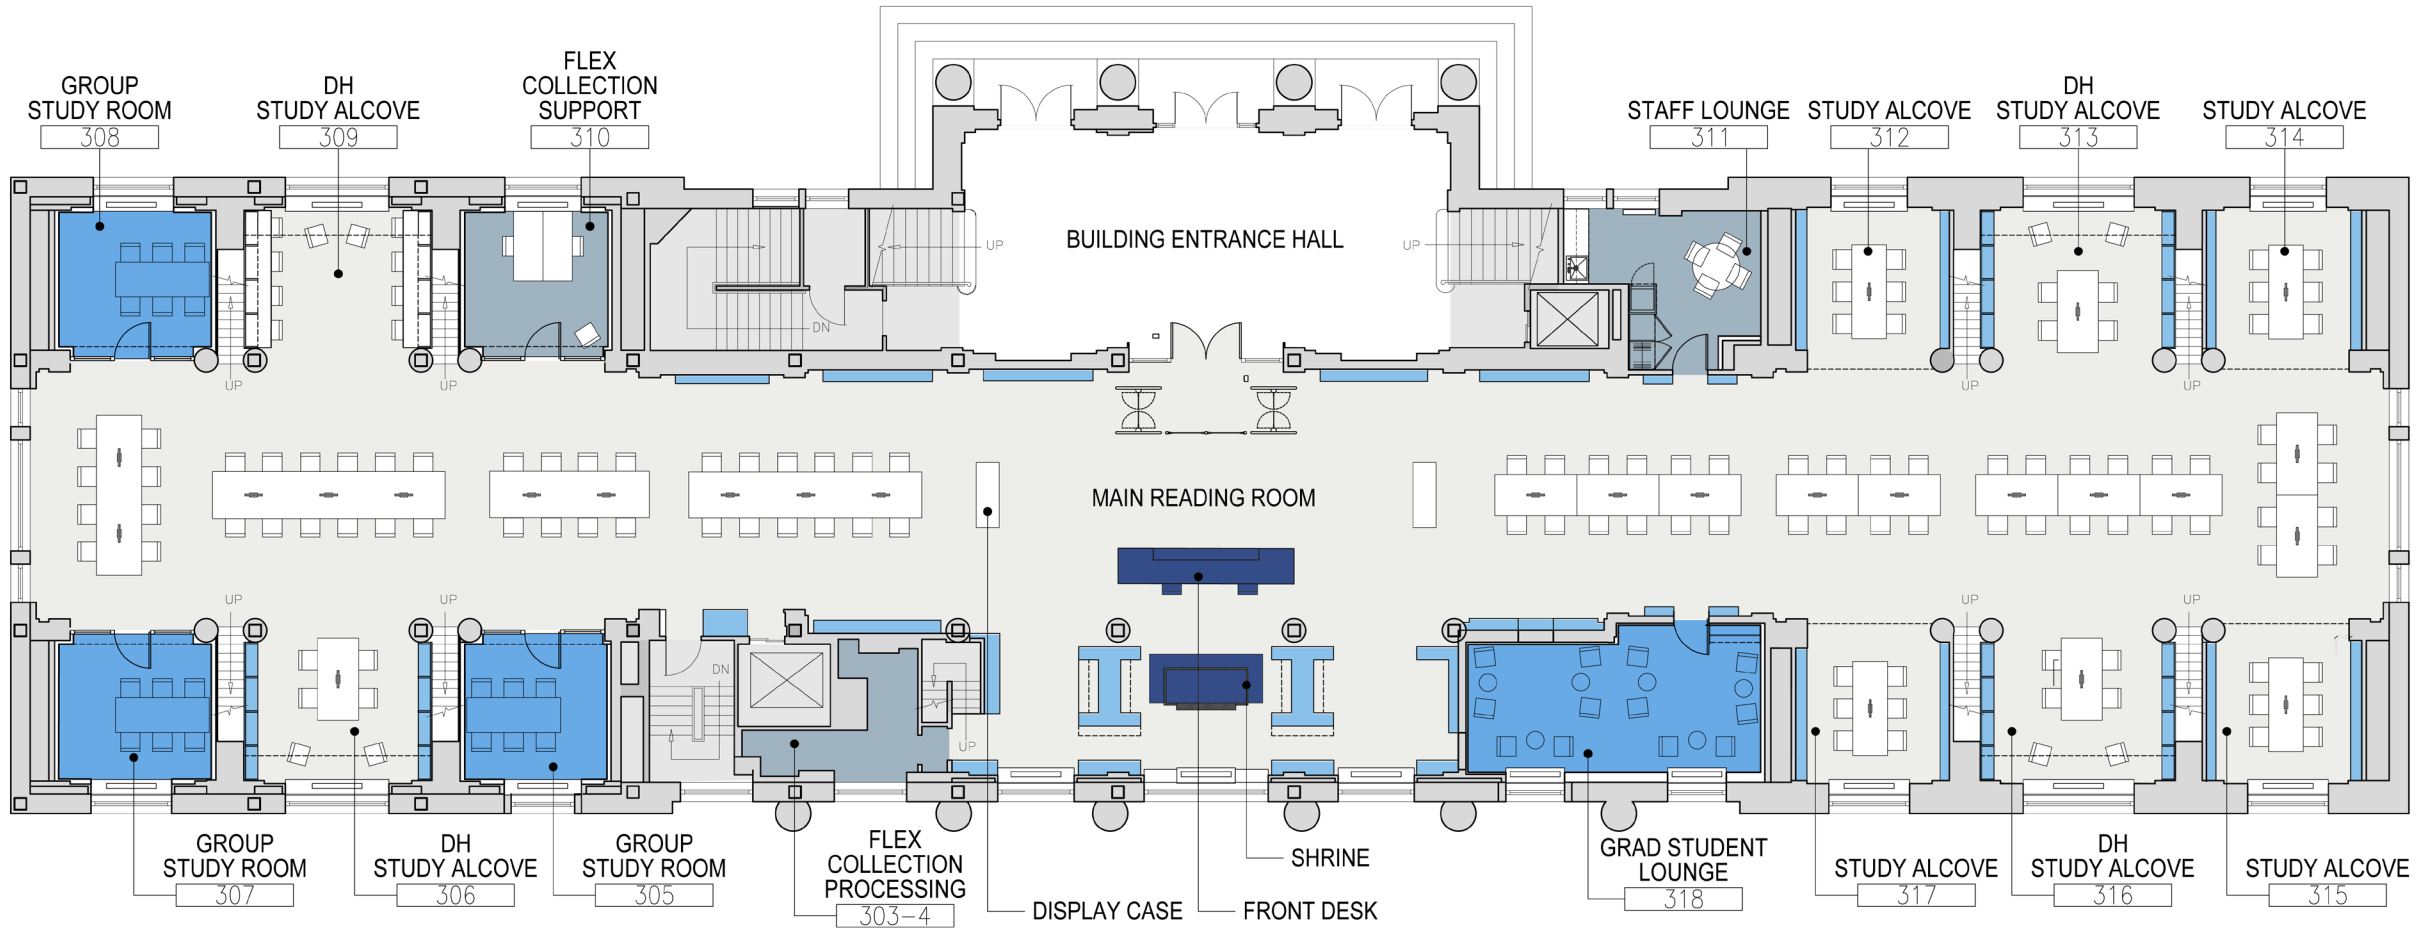 GROUP
STUDY ROOM
308
DH
STUDY ALCOVE
309
FLEX
COLLECTION
SUPPORT
310
STAFF LOUNGE
311
STUDY ALCOVE
312
DH
STUDY ALCOVE
313
STUDY ALCOVE
314
BUILDING ENTRANCE HALL
UP
UP
DN
UP
UP
UP
UP
MAIN READING ROOM
UP
UP
UP
UP
DN
UP
GROUP
STUDY ROOM
307
DH
STUDY ALCOVE
306
GROUP
STUDY ROOM
305
FLEX
COLLECTION
PROCESSING
303-4
DISPLAY CASE
FRONT DESK
SHRINE
GRAD STUDENT
LOUNGE
318
STUDY ALCOVE
317
DH
STUDY ALCOVE
316
STUDY ALCOVE
315